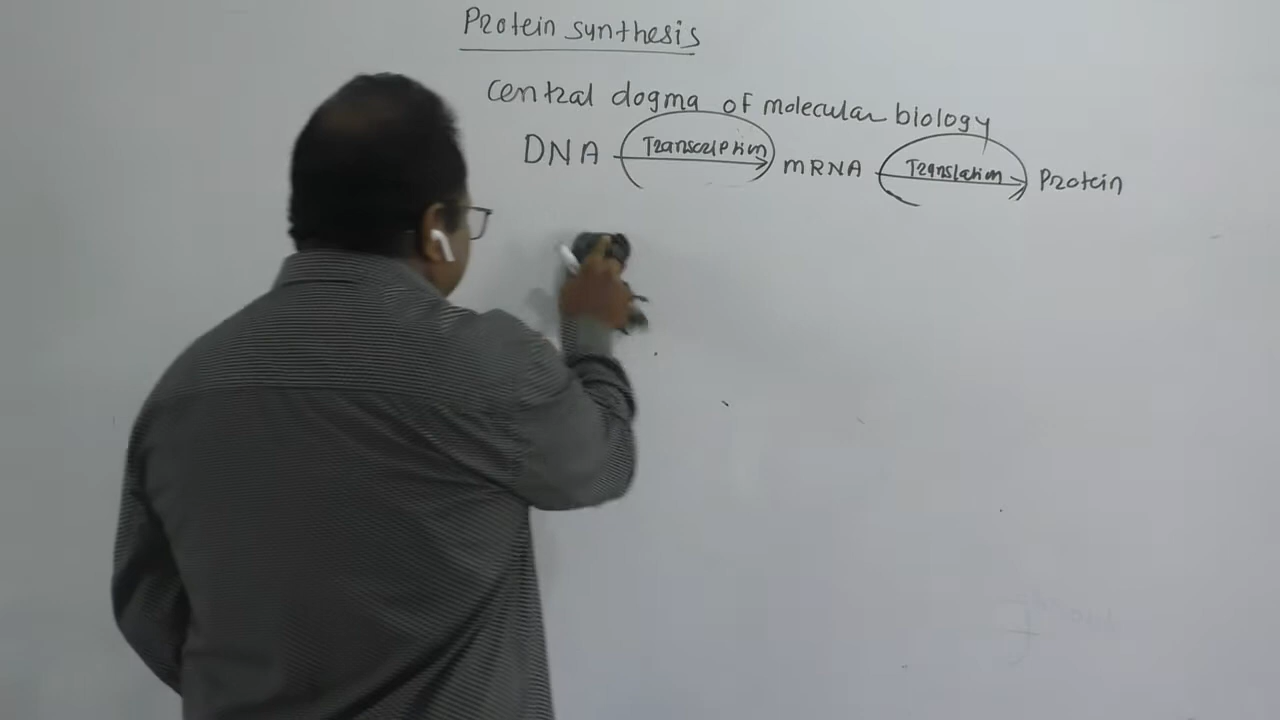 Protein synthesis
Central dogma of molecular biology
DNA Transcription mRNA Translation Protein